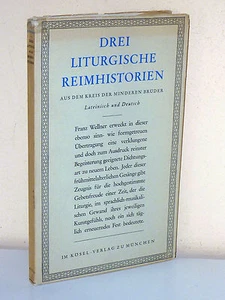 DREI
LITURGISCHE
REIMHISTORIEN
AUS DEM KREIS DER MINDEREN BRÜDER
Lateinisch und Deutsch
Franz Wellner erweckt in dieser
ebenso sinn- wie formgetreuen
Übertragung eine verklungene
und doch zum Ausdruck reinster
Begeisterung geeignete Dichtungs-
art zu neuem Leben. Jeder dieser
frühmittelalterlichen Gesänge gibt
Zeugnis für die hochgestimmte
Gebetsfreude einer Zeit, der die
Liturgie, im sprachlich-musikali-
schen Gewand ihres jeweiligen
Kunstgefühls, noch ein sich täg-
lich erneuerndes Fest bedeutete.
IM KÖSEL-VERLAG ZU MÜNCHEN